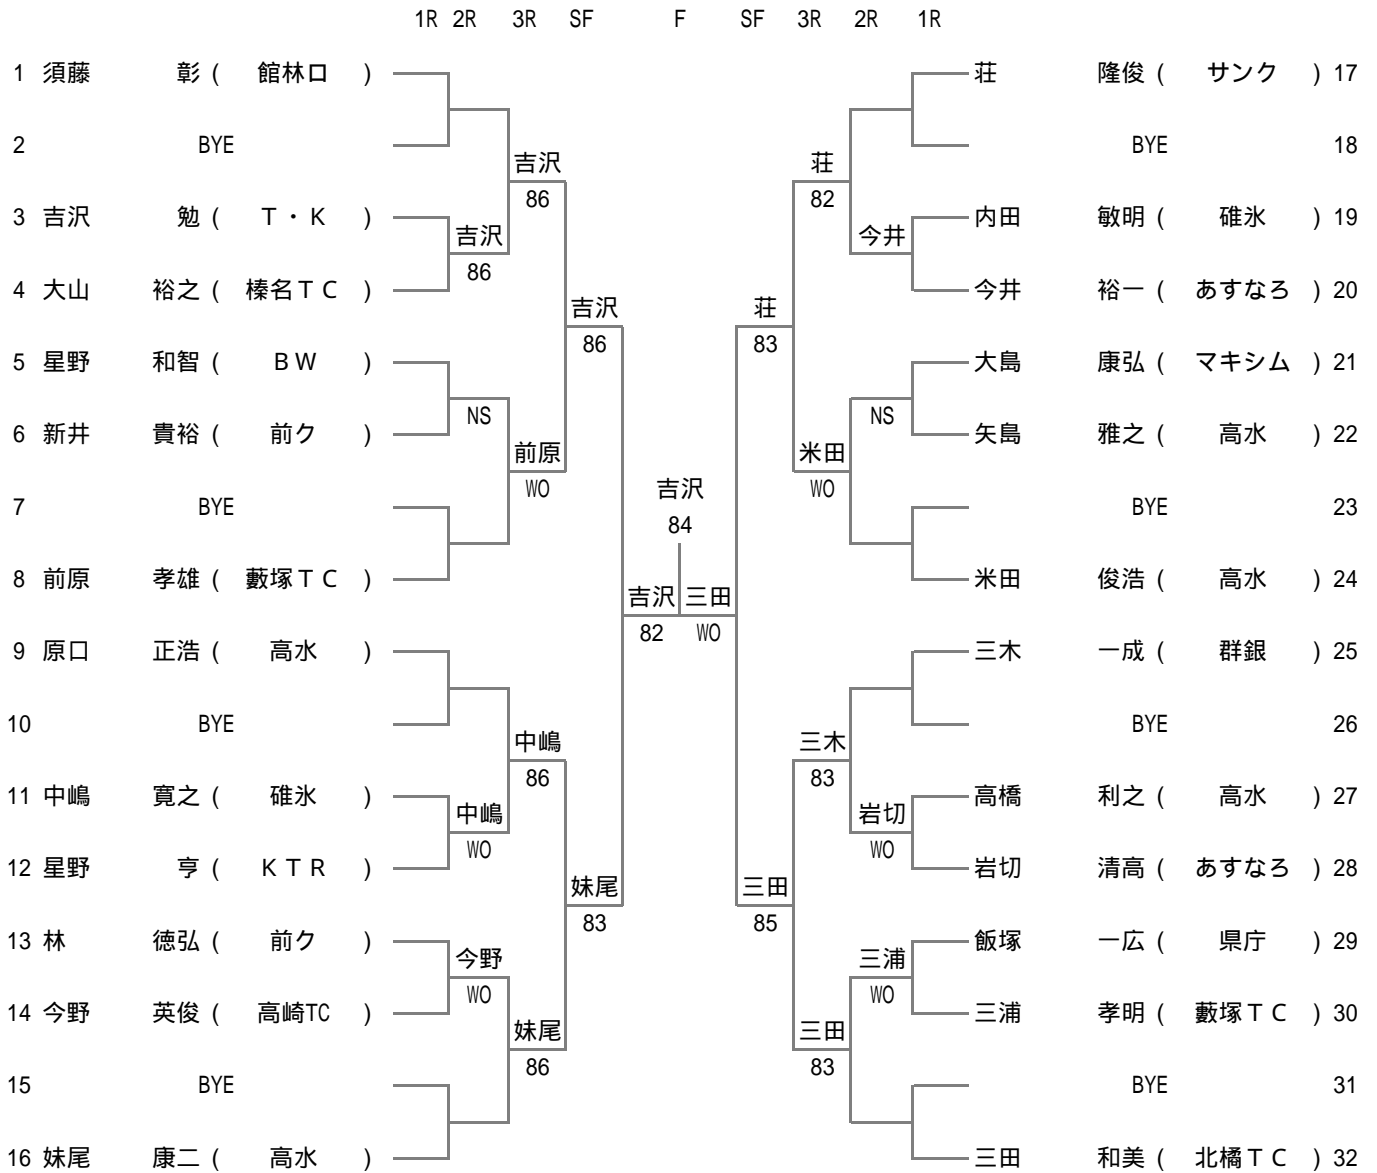 1R 2R 3R SF F SF 3R 2R 1R
1 須藤 彰 ( 館林ロ ) 荘 隆俊 ( サンク ) 17
2 BYE BYE 18
吉沢 荘
86 82
3 吉沢 勉 ( T・K ) 内田 敏明 ( 碓氷 ) 19
吉沢 今井
86
4 大山 裕之 ( 榛名TC ) 今井 裕一 ( あすなろ ) 20
吉沢 荘
86 83
5 星野 和智 ( BW ) 大島 康弘 ( マキシム ) 21
NS NS
6 新井 貴裕 ( 前ク ) 矢島 雅之 ( 高水 ) 22
前原 米田
WO 吉沢 WO
7 BYE BYE 23
84
8 前原 孝雄 ( 藪塚TC ) 米田 俊浩 ( 高水 ) 24
吉沢 三田
82 WO
9 原口 正浩 ( 高水 ) 三木 一成 ( 群銀 ) 25
10 BYE BYE 26
中嶋 三木
86 83
11 中嶋 寛之 ( 碓氷 ) 高橋 利之 ( 高水 ) 27
中嶋 岩切
WO WO
12 星野 亨 ( KTR ) 岩切 清高 ( あすなろ ) 28
妹尾 三田
83 85
13 林 徳弘 ( 前ク ) 飯塚 一広 ( 県庁 ) 29
今野 三浦
WO WO
14 今野 英俊 ( 高崎TC ) 三浦 孝明 ( 藪塚TC ) 30
妹尾 三田
86 83
15 BYE BYE 31
16 妹尾 康二 ( 高水 ) 三田 和美 ( 北橘TC ) 32